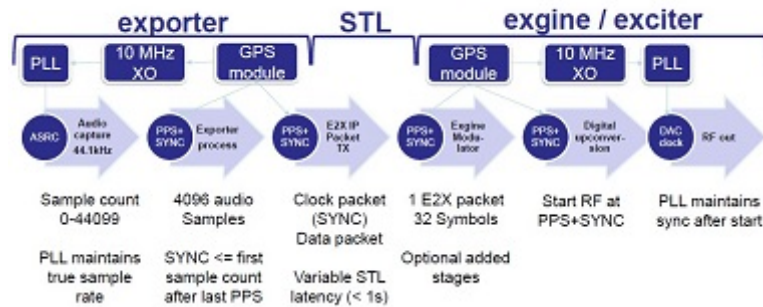 exporter
STL
exgine / exciter
PLL
10 MHz
XO
GPS
module
GPS
module
10 MHz
XO
PLL
ASRC
Audio
capture
44.1kHz
PPS+
SYNC
Exporter
process
PPS+
SYNC
E2X IP
Packet
TX
PPS+
SYNC
Exgine
Modu-
lator
PPS+
SYNC
Digital
upconver-
sion
DAC
clock
RF out
Sample count
0-44099
PLL maintains
true sample
rate
4096 audio
Samples
SYNC <= first
sample count
after last PPS
Clock packet
(SYNC)
Data packet
Variable STL
latency (< 1s)
1 E2X packet
32 Symbols
Optional added
stages
Start RF at
PPS+SYNC
PLL maintains
sync after start